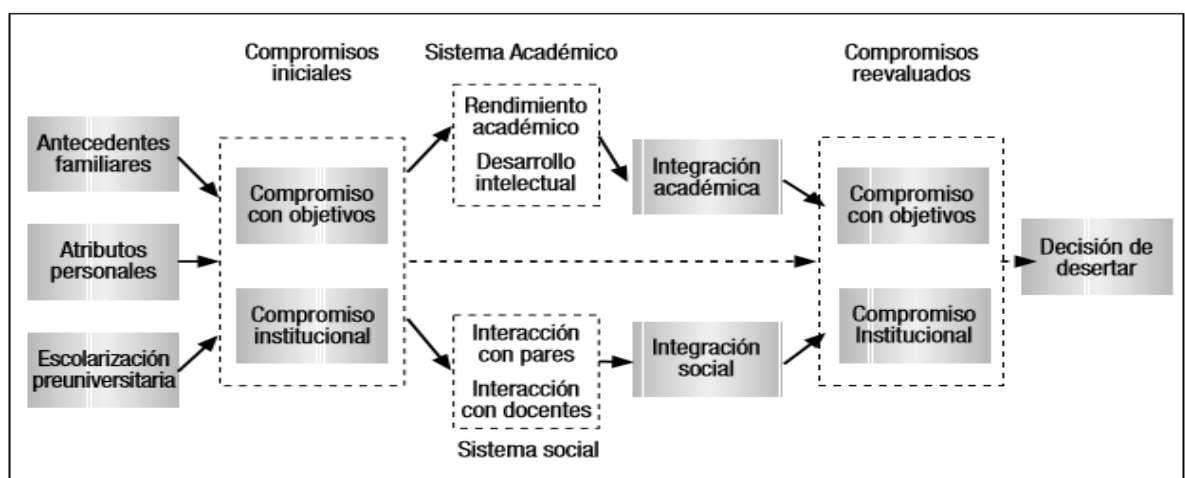 Compromisos
iniciales
Sistema Académico
Compromisos
reevaluados
Antecedentes
familiares
Atributos
personales
Escolarización
preuniversitaria
Compromiso
con objetivos
Compromiso
institucional
Rendimiento
académico
Desarrollo
intelectual
Interacción
con pares
Interacción
con docentes
Sistema social
Integración
académica
Integración
social
Compromiso
con objetivos
Compromiso
Institucional
Decisión de
desertar